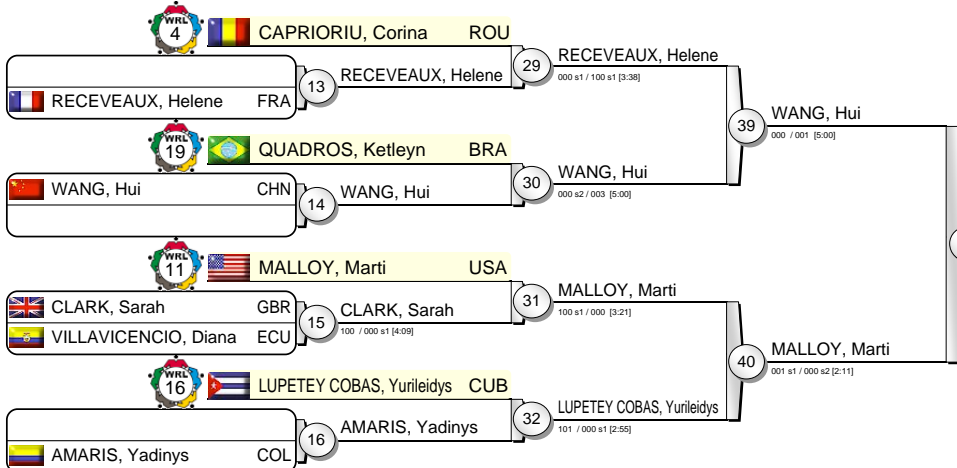 WRL
4
CAPRIORIU, Corina ROU
29
RECEVEAUX, Helene
000 s1 / 100 s1 [3:38]
13
RECEVEAUX, Helene
RECEVEAUX, Helene FRA
39
WANG, Hui
000 / 001 [5:00]
WRL
19
QUADROS, Ketleyn BRA
30
WANG, Hui
000 s2 / 003 [5:00]
WANG, Hui CHN
14
WANG, Hui
WRL
11
MALLOY, Marti USA
31
MALLOY, Marti
100 s1 / 000 [3:21]
CLARK, Sarah GBR
15
CLARK, Sarah
100 / 000 s1 [4:09]
VILLAVICENCIO, Diana ECU
40
MALLOY, Marti
001 s1 / 000 s2 [2:11]
WRL
16
LUPETEY COBAS, Yurileidys CUB
32
LUPETEY COBAS, Yurileidys
101 / 000 s1 [2:55]
16
AMARIS, Yadinys
AMARIS, Yadinys COL